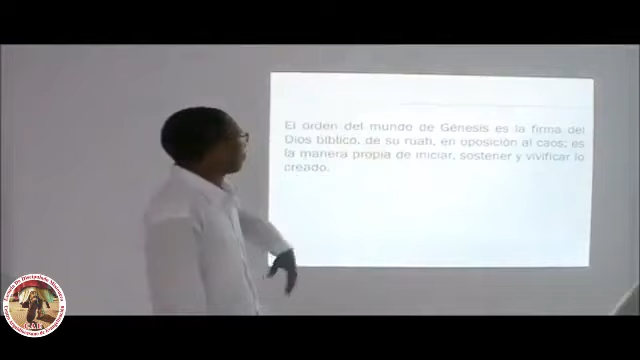 El orden del mundo de Génesis es la firma del
Dios bíblico, de su ruah, en oposición al caos; es
la manera propia de iniciar, sostener y vivificar lo
creado.